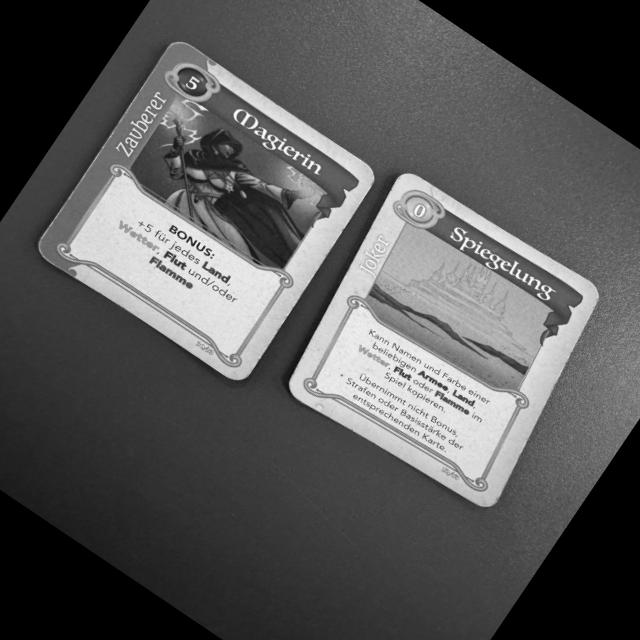 5
Magierin
Zauberer
BONUS:
+5 für jedes Land,
Wetter, Flut und/oder
Flamme
0
Spiegelung
Joker
Kann Namen und Farbe einer
beliebigen Armee, Land,
Wetter, Flut oder Flamme im
Spiel kopieren.
Übernimmt nicht Bonus,
Strafen oder Basisstärke der
entsprechenden Karte.